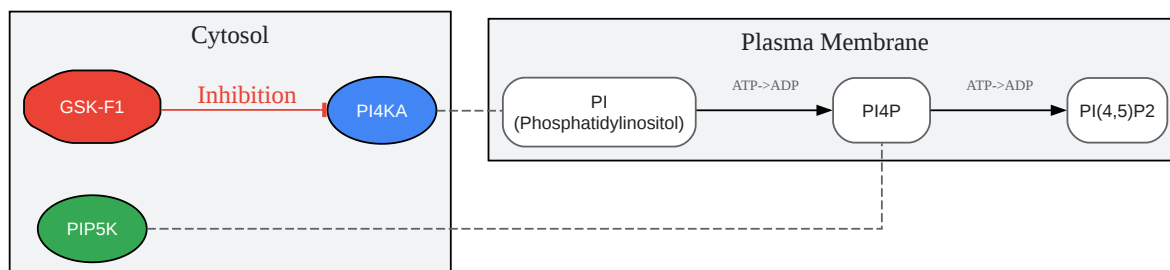 Cytosol
GSK-F1
Inhibition
PI4KA
PIP5K
Plasma Membrane
PI
(Phosphatidylinositol)
ATP->ADP
PI4P
ATP->ADP
PI(4,5)P2